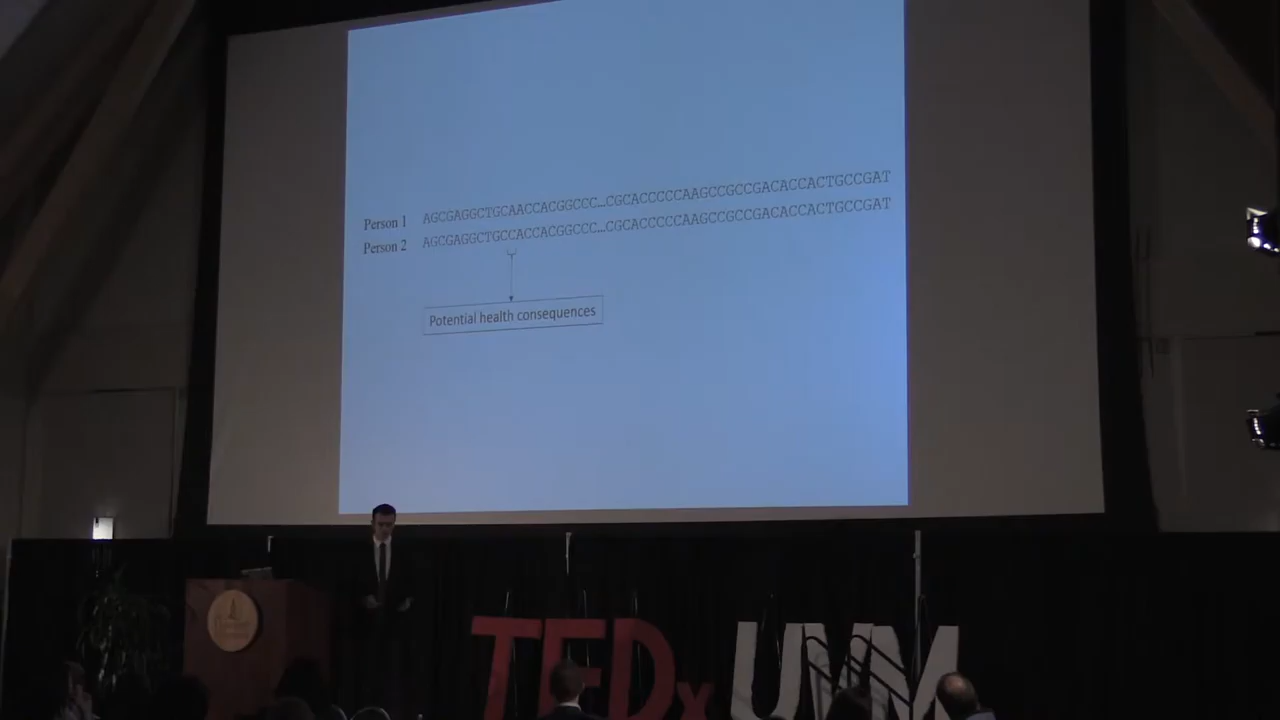 Person 1 AGCGAGGCTGCAACCACGGCCC...CGCACCCCCAAGCCGCCGACACCACTGCCGAT
Person 2 AGCGAGGCTGCCACCACGGCCC...CGCACCCCCAAGCCGCCGACACCACTGCCGAT
Potential health consequences
TEDx UVM